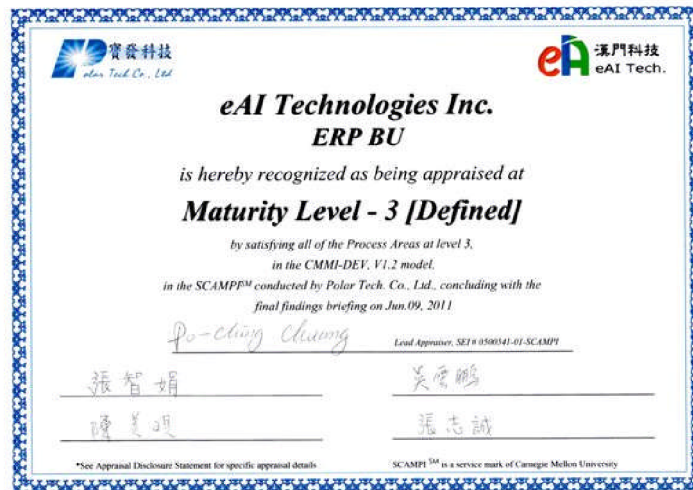 寶發科技
Polar Tech Co., Ltd
eAI 漢門科技
eAI Tech.
eAI Technologies Inc.
ERP BU
is hereby recognized as being appraised at
Maturity Level - 3 [Defined]
by satisfying all of the Process Areas at level 3,
in the CMMI-DEV, V1.2 model,
in the SCAMPI℠ conducted by Polar Tech. Co., Ltd., concluding with the
final findings briefing on Jun.09, 2011
Po-Ching
Lead Appraiser, SEI# 0500541-01-SCAMPI
張智娟 吳雲鵬
陳美 張志誠
*See Appraisal Disclosure Statement for specific appraisal details
SCAMPI ℠ is a service mark of Carnegie Mellon University